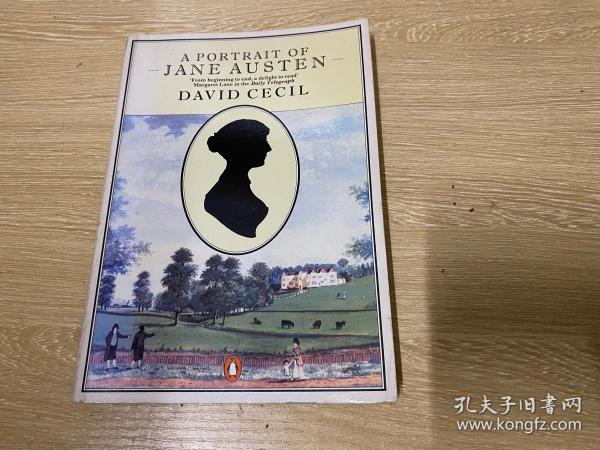 A PORTRAIT OF
JANE AUSTEN
'From beginning to end, a delight to read'
Margaret Lane in the Daily Telegraph
DAVID CECIL
孔夫子旧书网
www.kongfz.com